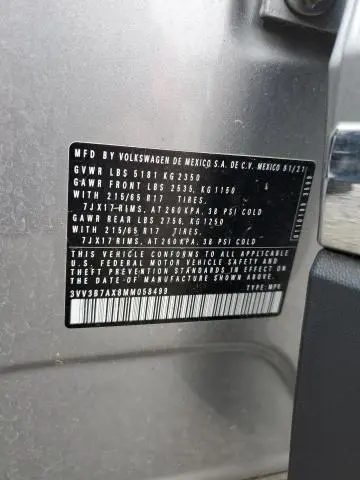 MFD BY VOLKSWAGEN DE MEXICO S.A. DE C.V. MEXICO 01/21
GVWR LBS 5181 KG 2350
GAWR FRONT LBS 2535, KG 1150
WITH 215/65 R17 TIRES,
7JX17 RIMS, AT 260 KPA, 38 PSI COLD
GAWR REAR LBS 2756, KG 1250
WITH 215/65 R17 TIRES,
7JX17 RIMS, AT 260 KPA, 38 PSI COLD
THIS VEHICLE CONFORMS TO ALL APPLICABLE
U.S. FEDERAL MOTOR VEHICLE SAFETY AND
THEFT PREVENTION STANDARDS IN EFFECT ON
THE DATE OF MANUFACTURE SHOWN ABOVE.
3VV3B7AX8MM058499 TYPE: MPV